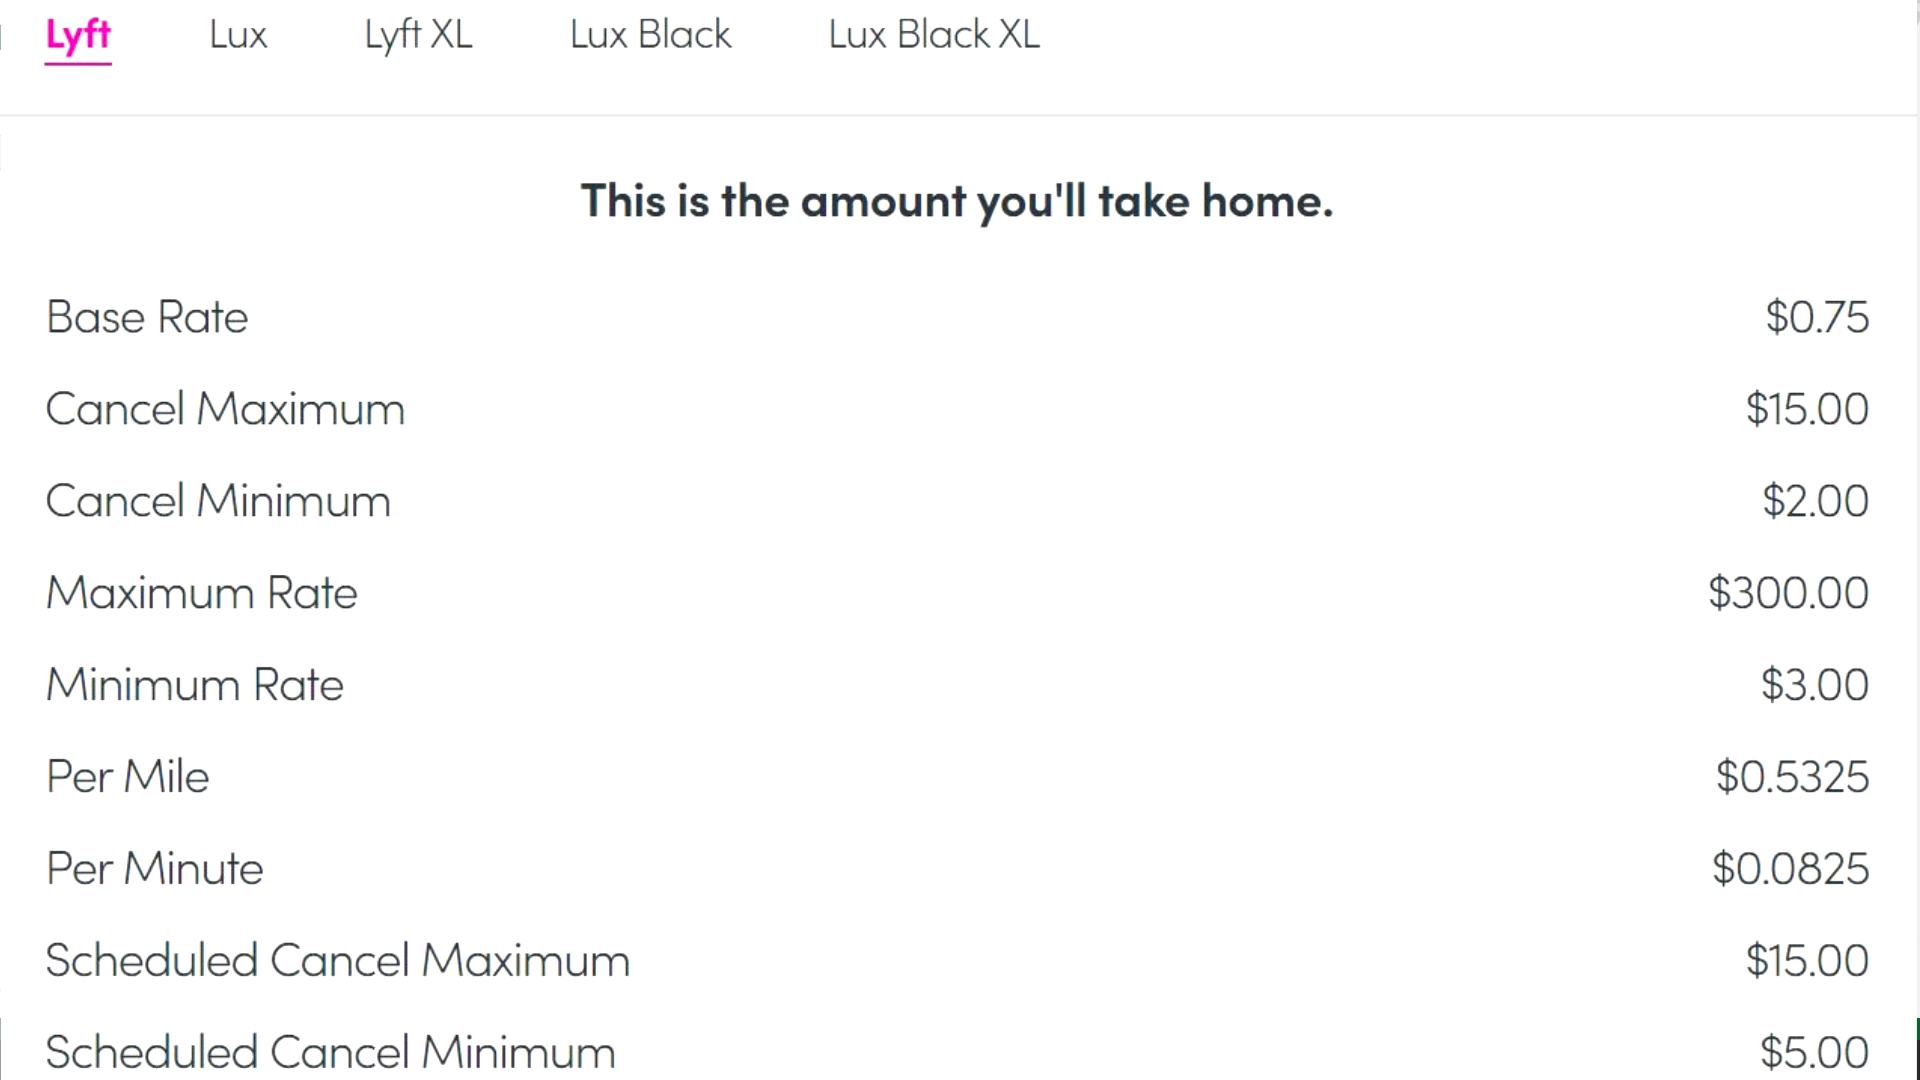 Lyft Lux Lyft XL Lux Black Lux Black XL
This is the amount you'll take home.
Base Rate $0.75
Cancel Maximum $15.00
Cancel Minimum $2.00
Maximum Rate $300.00
Minimum Rate $3.00
Per Mile $0.5325
Per Minute $0.0825
Scheduled Cancel Maximum $15.00
Scheduled Cancel Minimum $5.00